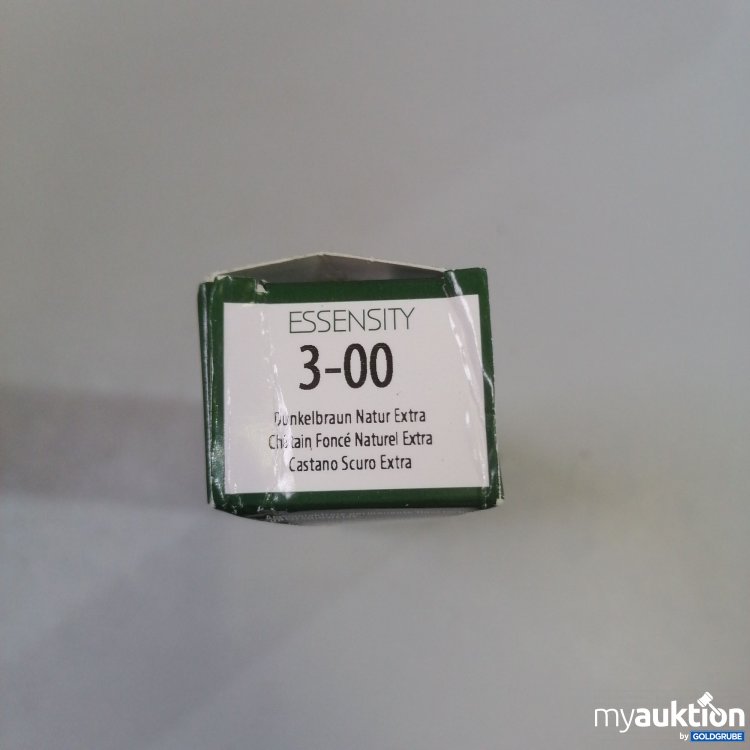 ESSENSITY
3-00
Dunkelbraun Natur Extra
Châtain Foncé Naturel Extra
Castano Scuro Extra
myauktion
by GOLDGRUBE